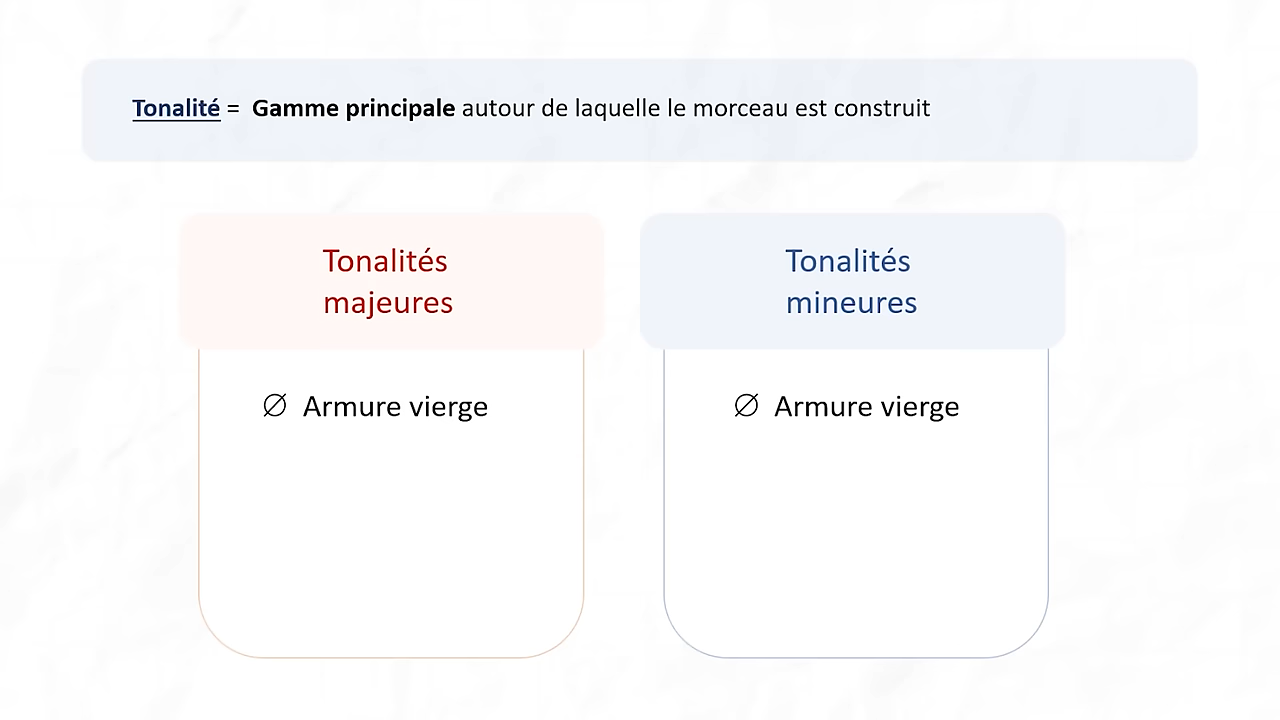 Tonalité = Gamme principale autour de laquelle le morceau est construit
Tonalités
majeures
Tonalités
mineures
∅ Armure vierge
∅ Armure vierge